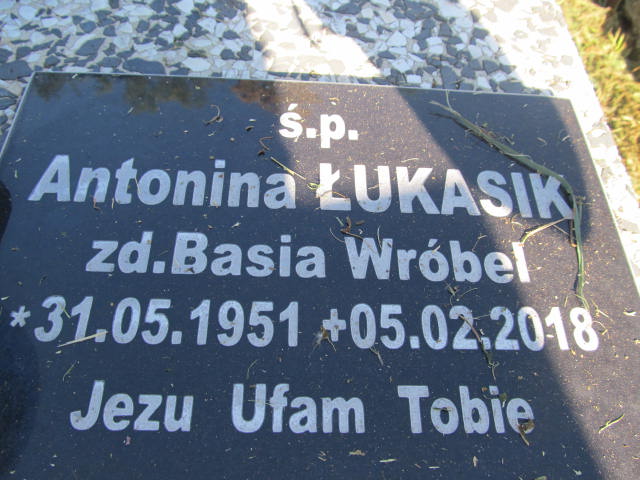 ś.p.
Antonina ŁUKASIK
zd.Basia Wróbel
*31.05.1951 +05.02.2018
Jezu Ufam Tobie